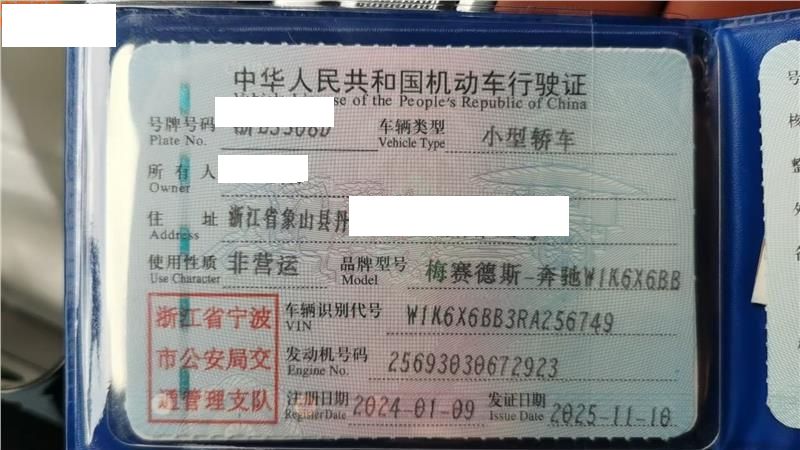 中华人民共和国机动车行驶证
of the People's Republic of China
号牌号码
Plate No.
车辆类型 小型轿车
Vehicle Type
所有人
Owner
住址 浙江省象山县丹
Address
使用性质 非营运 品牌型号 梅赛德斯-奔驰W1K6X6BB
Use Character Model
浙江省宁波
市公安局交
通管理支队
车辆识别代号 W1K6X6BB3RA256749
VIN
发动机号码 25693030672923
Engine No.
注册日期 2024-01-09 发证日期 2025-11-10
Register Date Issue Date
号
核
整